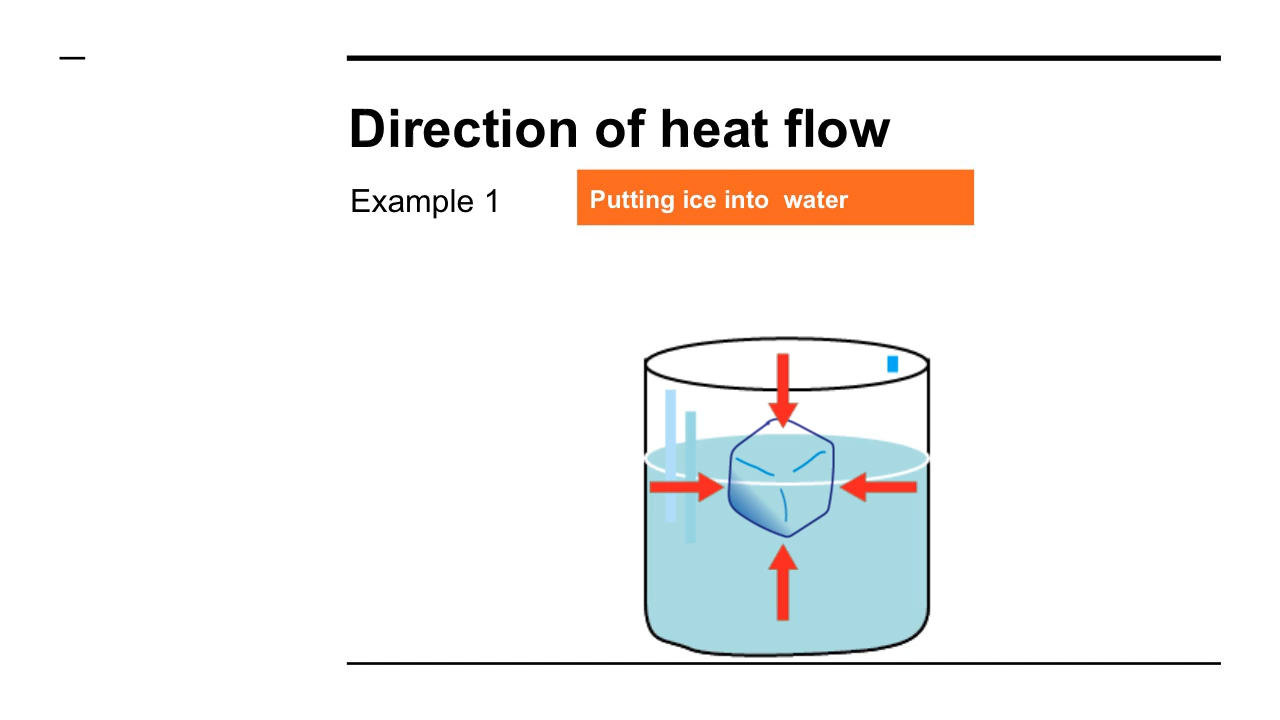 Direction of heat flow
Example 1
Putting ice into  water